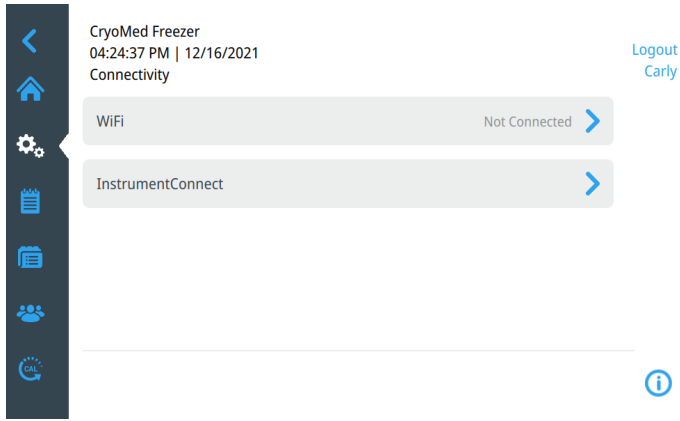 CryoMed Freezer
04:24:37 PM | 12/16/2021
Connectivity
Logout
Carly
WiFi Not Connected
InstrumentConnect
CAL